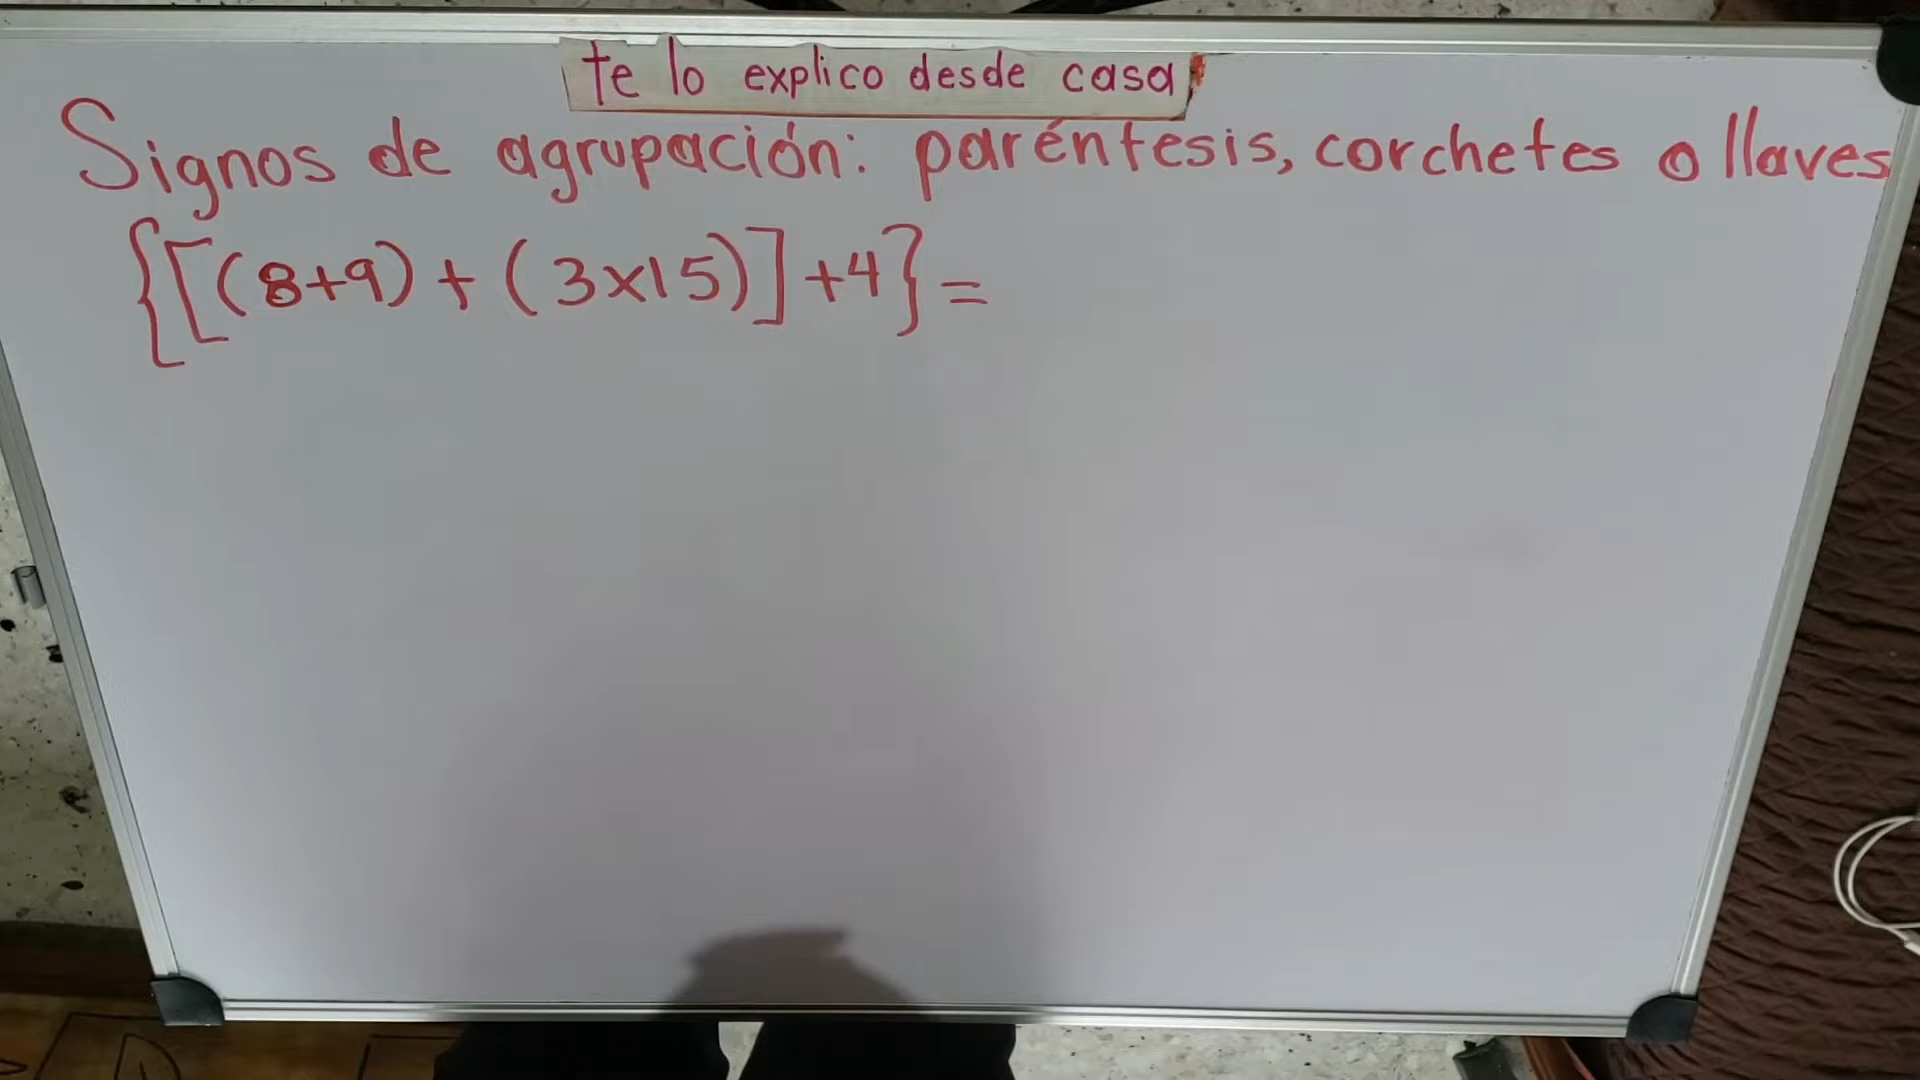 te lo explico desde casa
Signos de agrupación: paréntesis, corchetes o llaves
{[(8+9)+(3x15)]+4}=